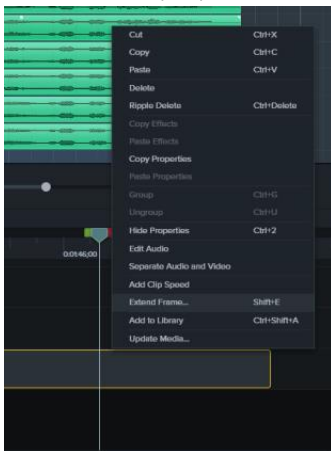 Cut Ctrl+X
Copy Ctrl+C
Paste Ctrl+V
Delete
Ripple Delete Ctrl+Delete
Copy Effects
Paste Effects
Copy Properties
Paste Properties
Group Ctrl+G
Ungroup Ctrl+U
Hide Properties Ctrl+2
Edit Audio
0:01:46;00
Separate Audio and Video
Add Clip Speed
Extend Frame... Shift+E
Add to Library Ctrl+Shift+A
Update Media...